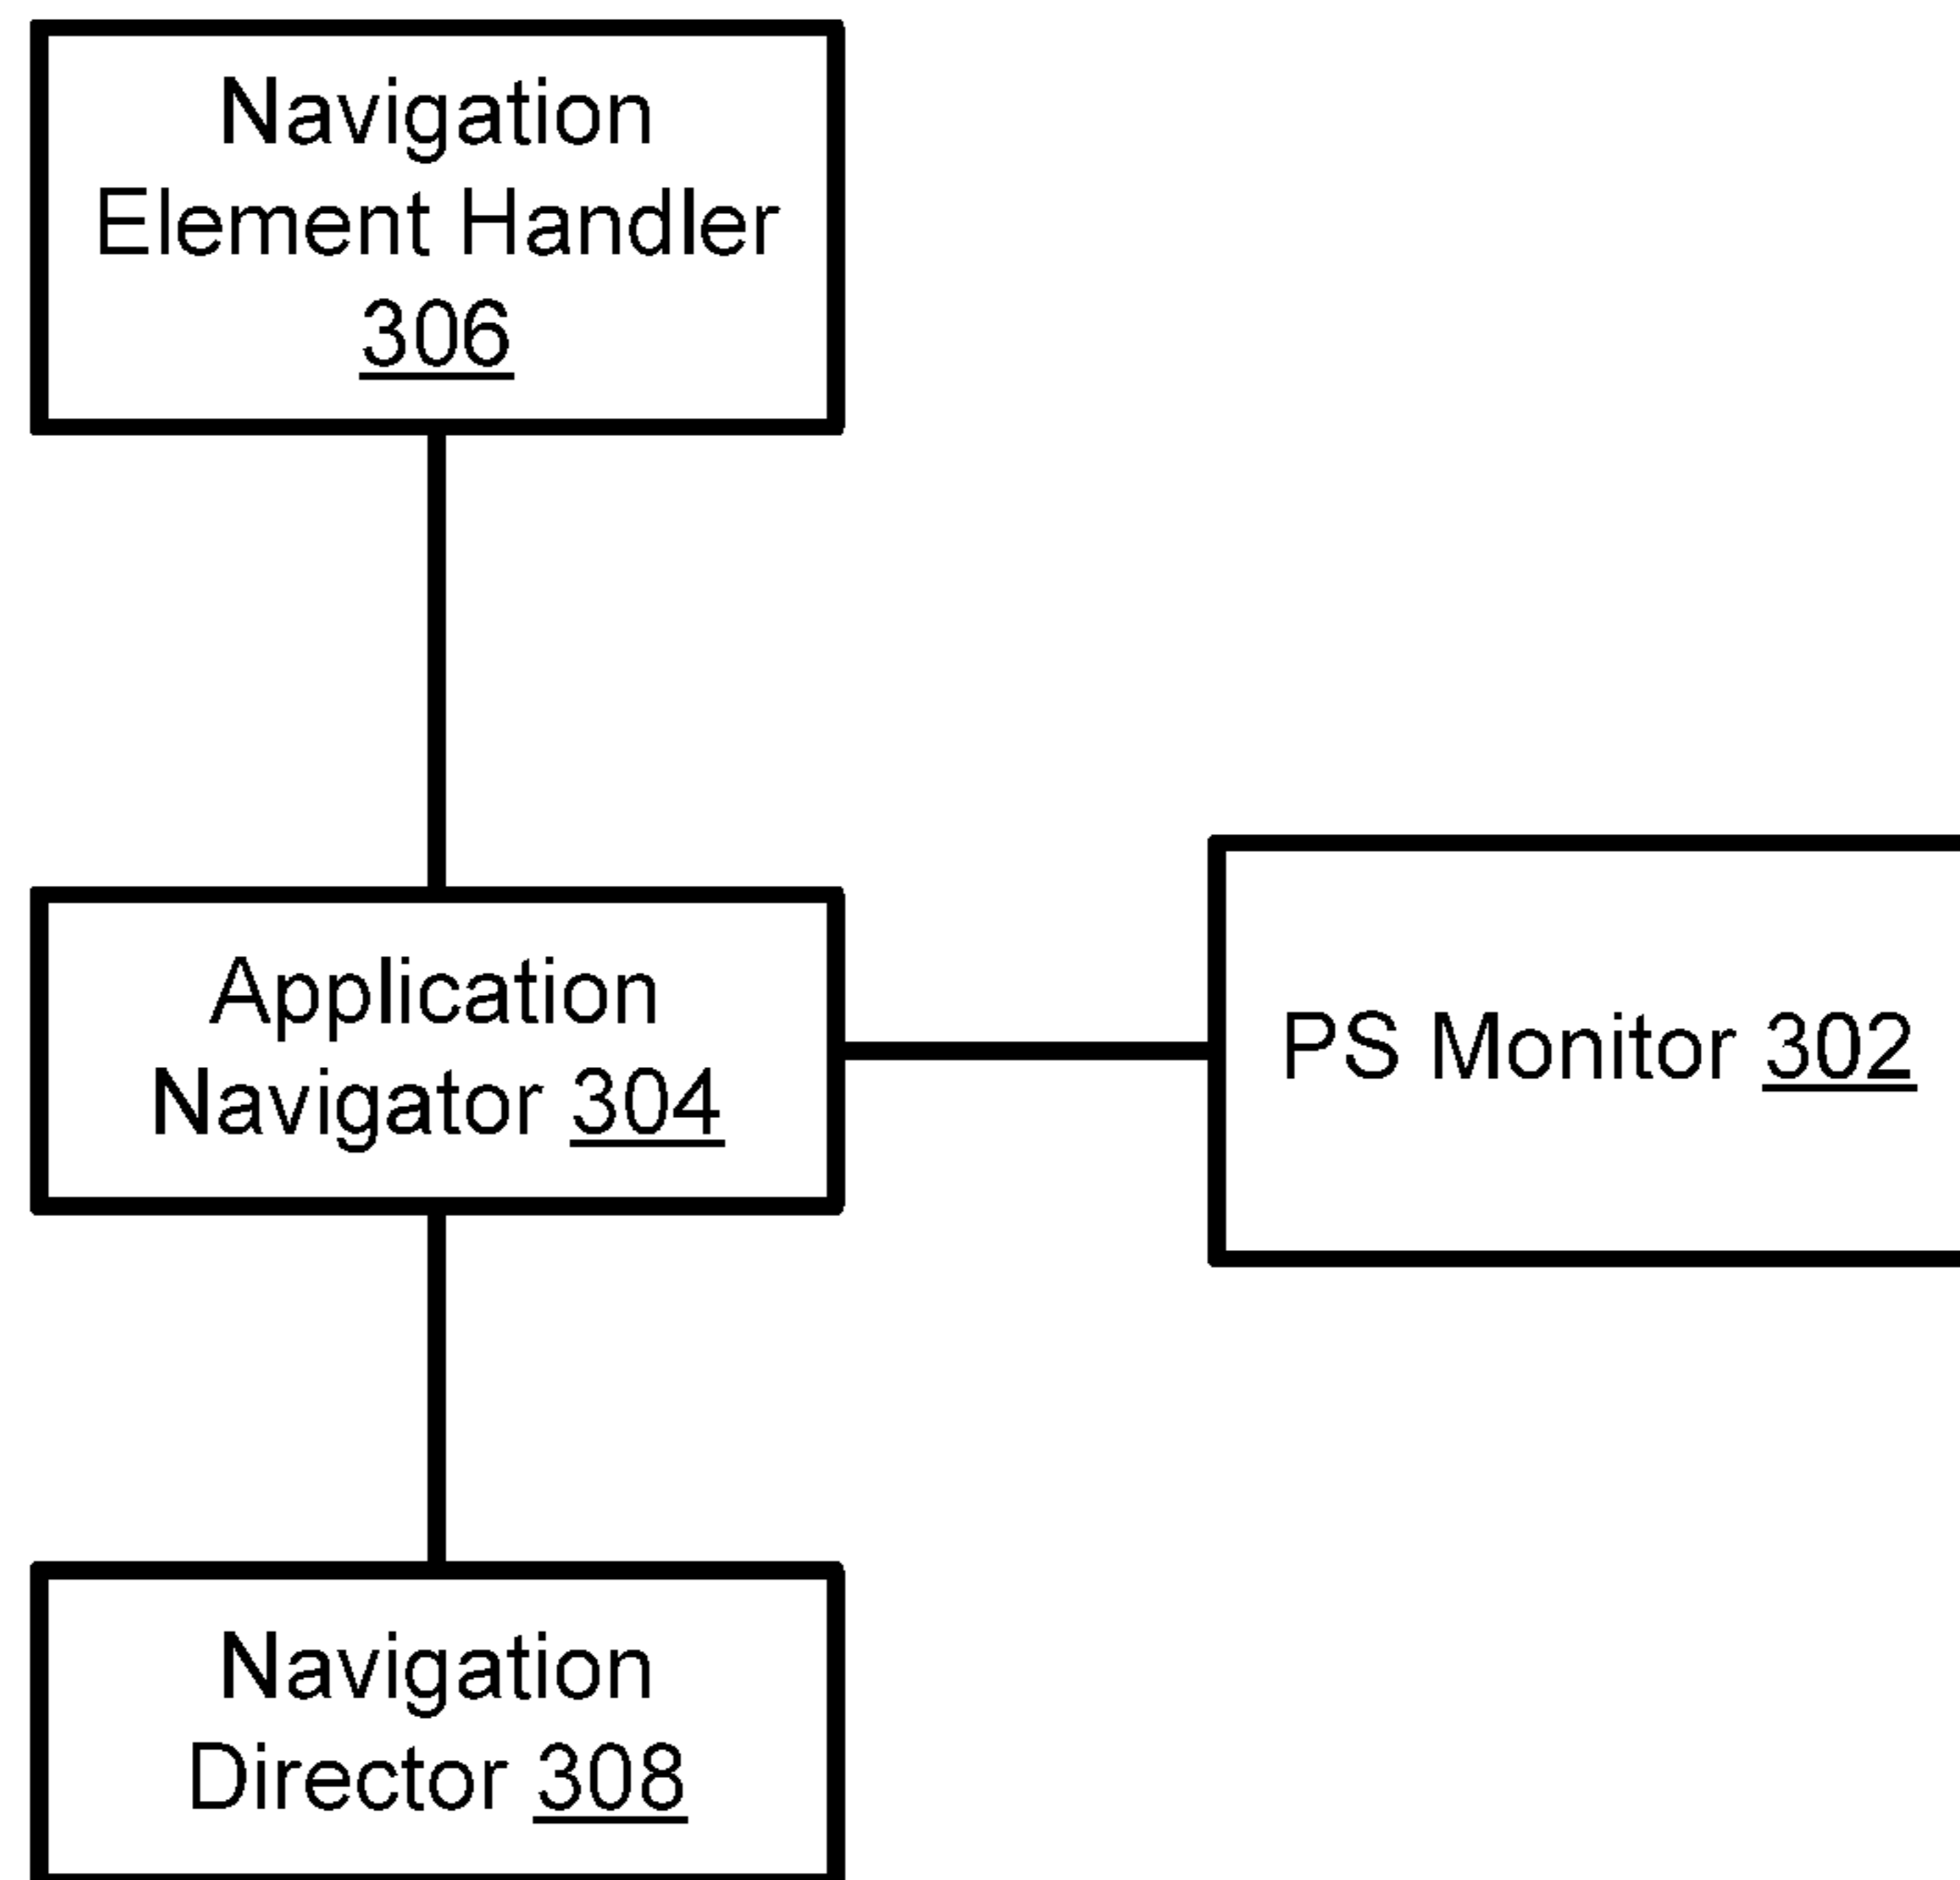 Navigation
Element Handler
306
Application
Navigator 304
PS Monitor 302
Navigation
Director 308